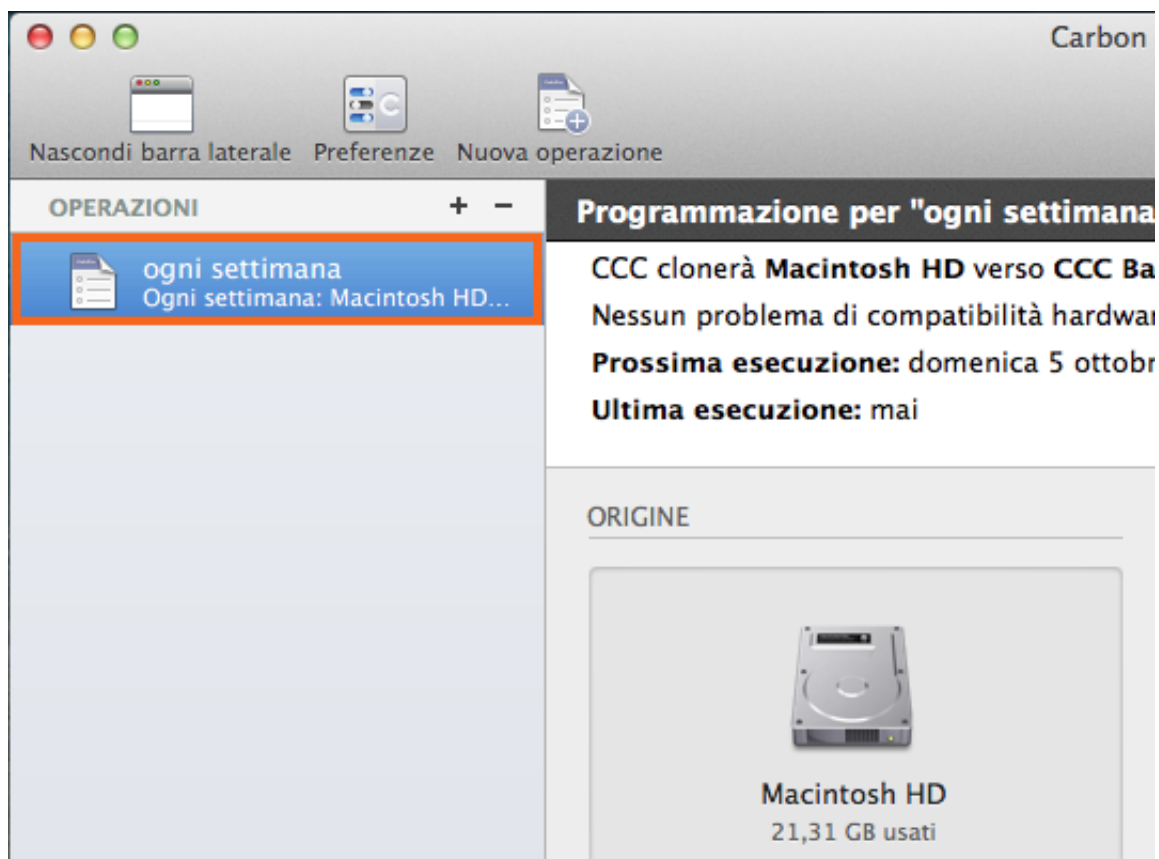 Carbon
Nascondi barra laterale Preferenze Nuova operazione
OPERAZIONI + −
ogni settimana
Ogni settimana: Macintosh HD...
Programmazione per "ogni settimana
CCC clonerà Macintosh HD verso CCC Ba
Nessun problema di compatibilità hardwar
Prossima esecuzione: domenica 5 ottobr
Ultima esecuzione: mai
ORIGINE
Macintosh HD
21,31 GB usati